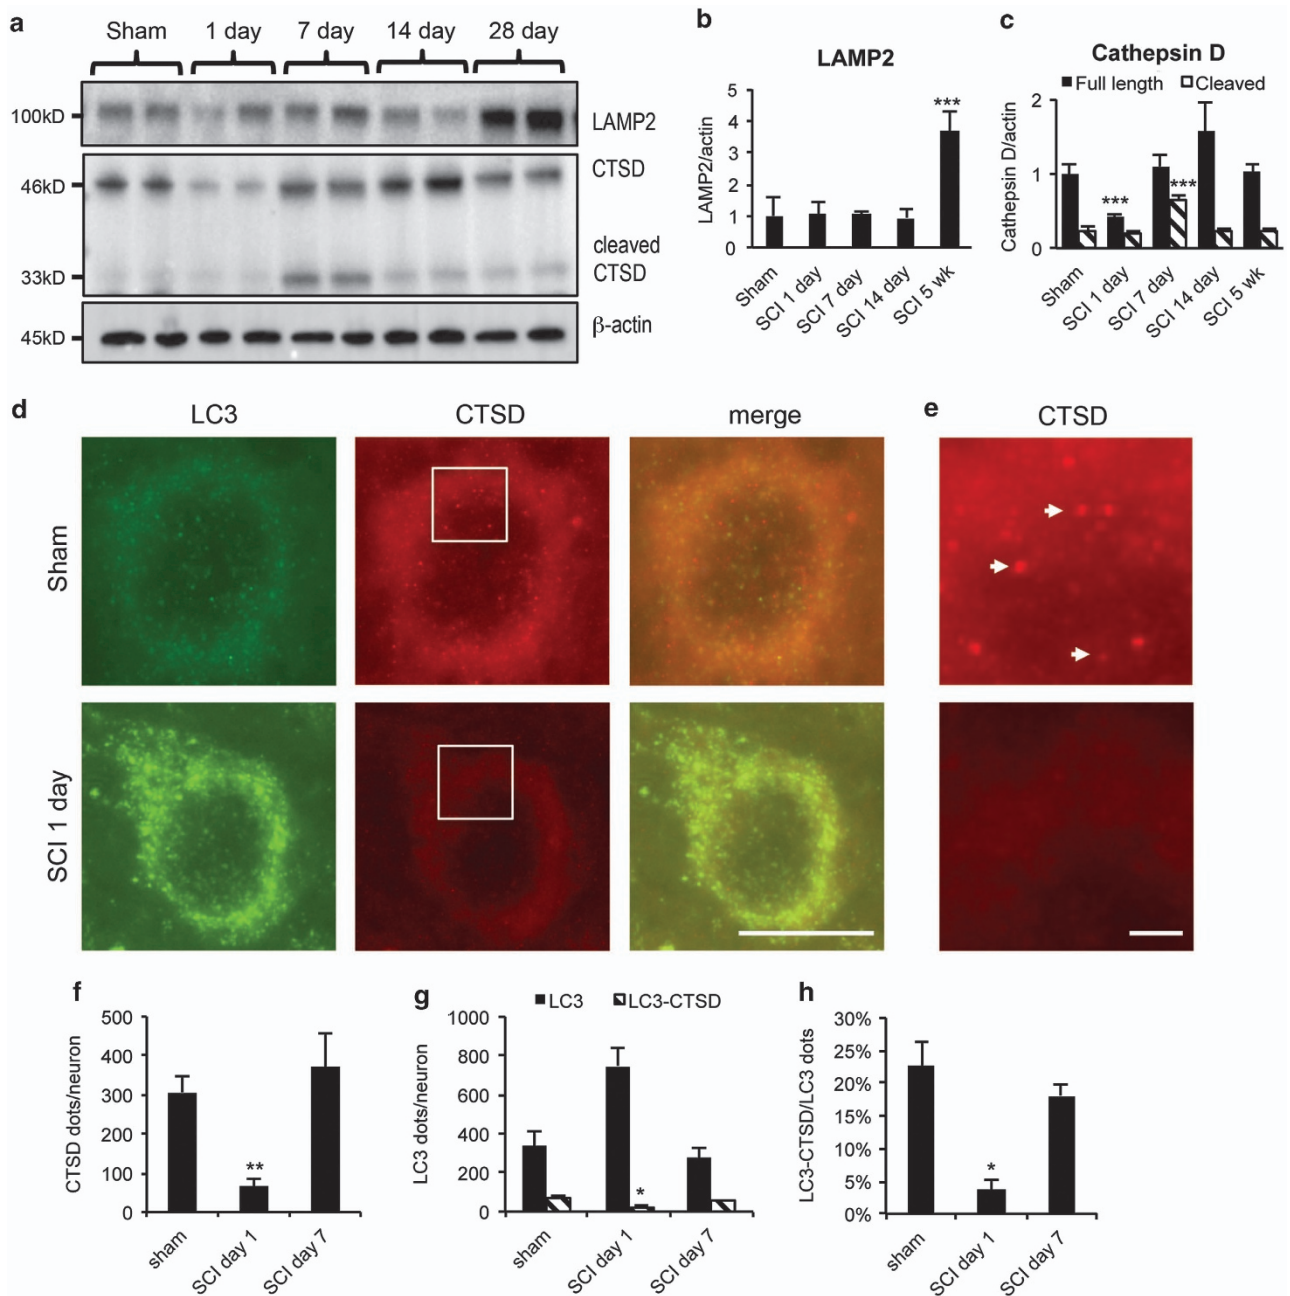 a
Sham 1 day 7 day 14 day 28 day
100kD LAMP2
CTSD
46kD
cleaved
CTSD
33kD
β-actin
45kD
b
LAMP2
LAMP2/actin
5
4
3
2
1
0
***
Sham
SCI 1 day
SCI 7 day
SCI 14 day
SCI 5 wk
c
Cathepsin D
Full length Cleaved
Cathepsin D/actin
2
1
0
***
***
Sham
SCI 1 day
SCI 7 day
SCI 14 day
SCI 5 wk
d
LC3 CTSD merge
Sham
SCI 1 day
e
CTSD
f
CTSD dots/neuron
500
400
300
200
100
0
**
sham
SCI day 1
SCI day 7
g
LC3 LC3-CTSD
LC3 dots/neuron
1000
800
600
400
200
0
*
sham
SCI day 1
SCI day 7
h
LC3-CTSD/LC3 dots
30%
25%
20%
15%
10%
5%
0%
*
sham
SCI day 1
SCI day 7